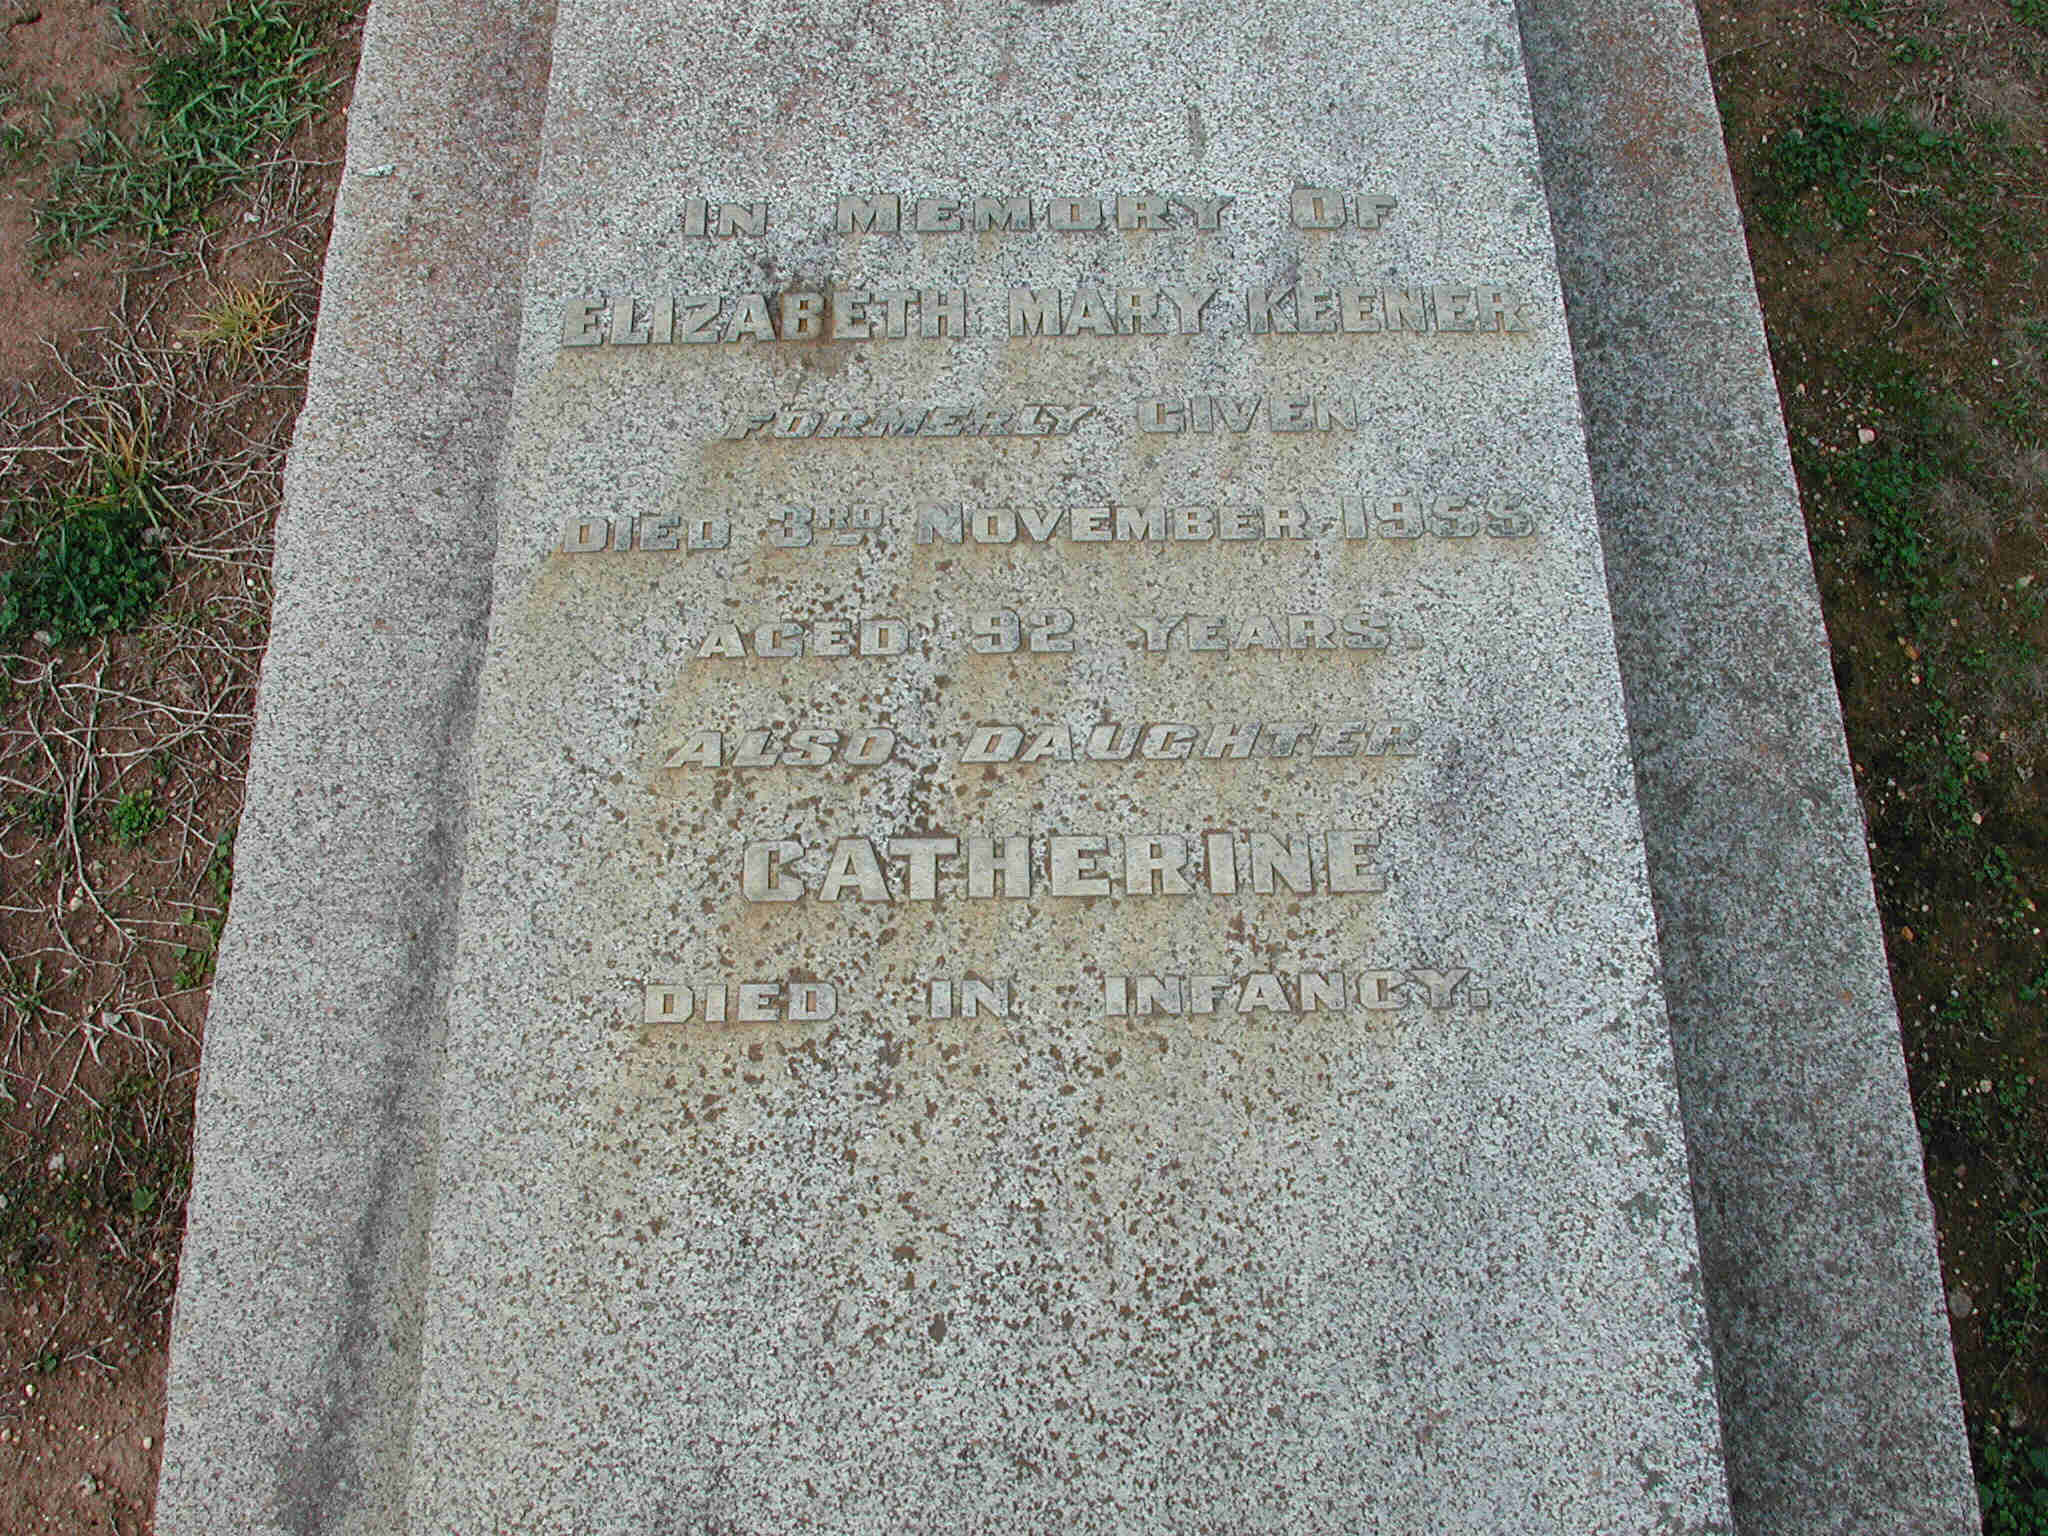 IN MEMORY OF
ELIZABETH MARY KEENER
FORMERLY GIVEN
DIED 3RD NOVEMBER 1955
AGED 92 YEARS.
ALSO DAUGHTER
CATHERINE
DIED IN INFANCY.